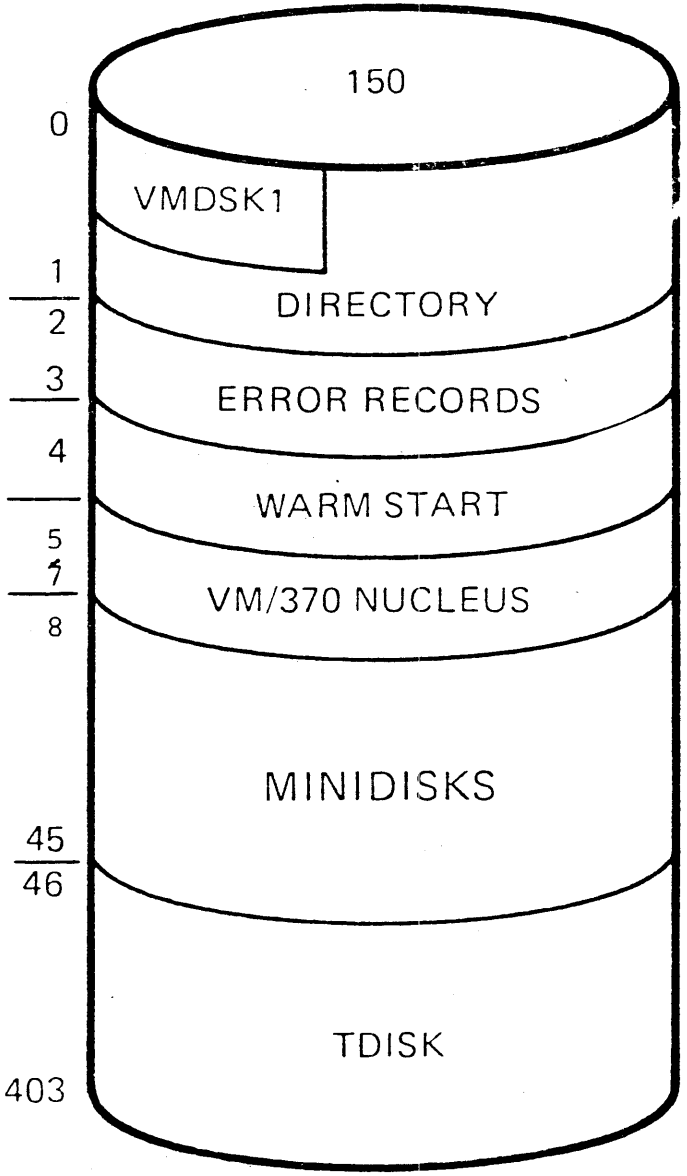 150
0
VMDSK1
1
DIRECTORY
2
3
ERROR RECORDS
4
WARM START
5
7
VM/370 NUCLEUS
8
MINIDISKS
45
46
TDISK
403